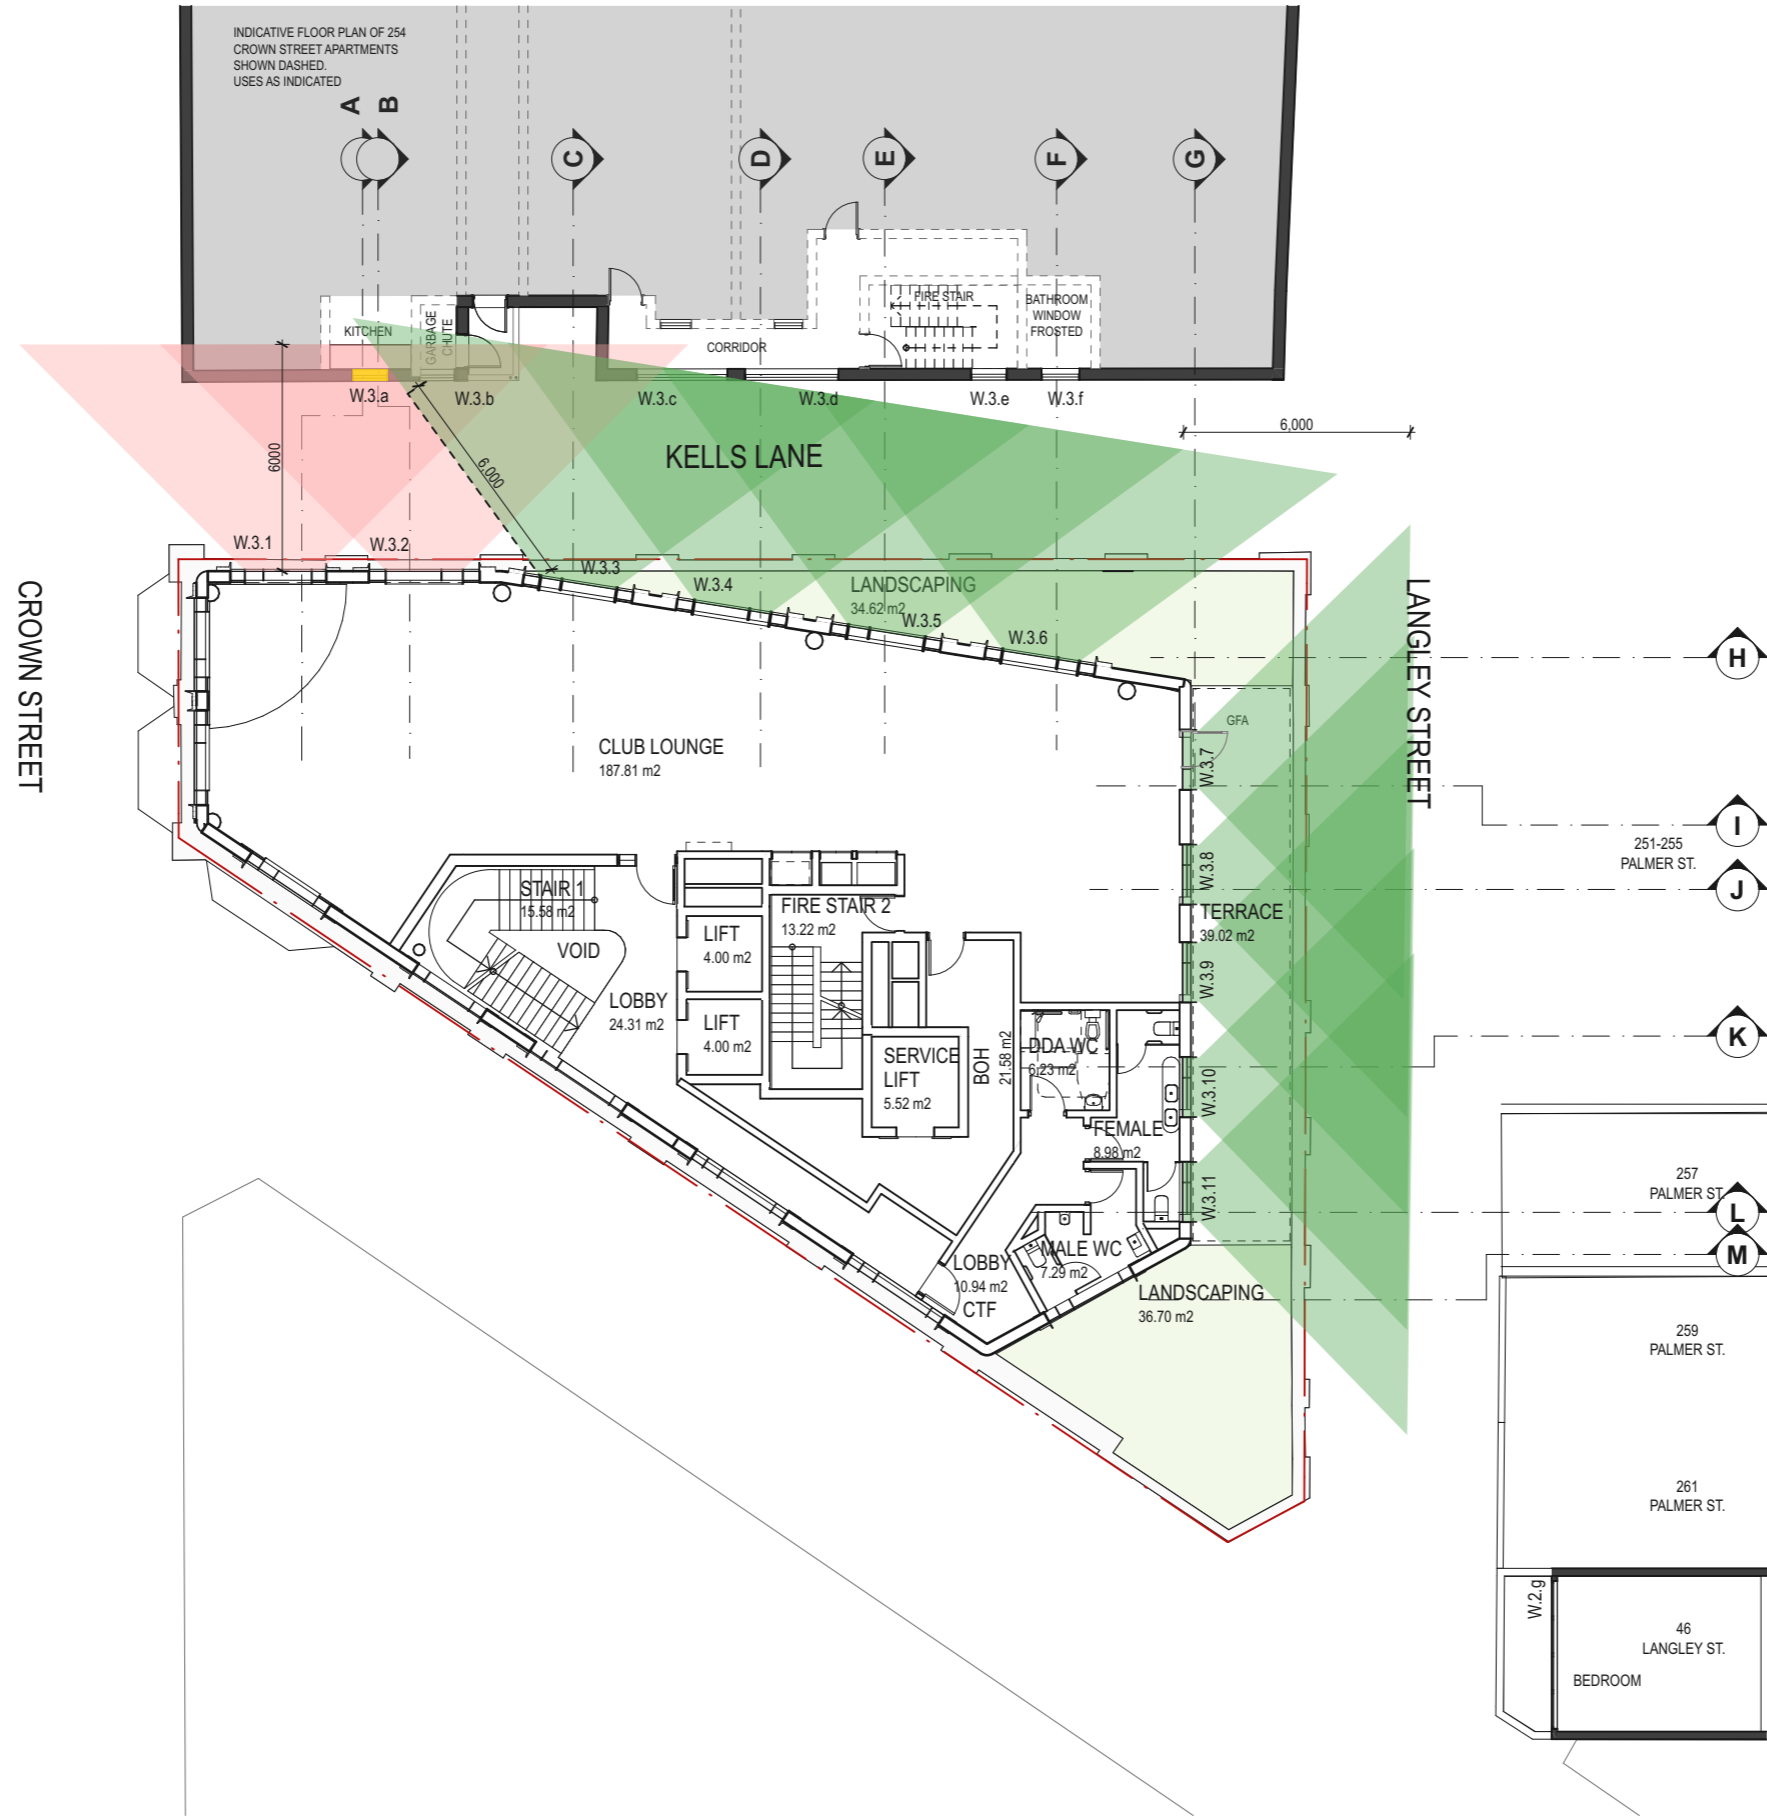 INDICATIVE FLOOR PLAN OF 254
CROWN STREET APARTMENTS
SHOWN DASHED.
USES AS INDICATED
A
B
C
D
E
F
G
KITCHEN
GARBAGE
CHUTE
CORRIDOR
FIRE STAIR
BATHROOM
WINDOW
FROSTED
W.3.a
W.3.b
W.3.c
W.3.d
W.3.e
W.3.f
6000
6,000
6,000
KELLS LANE
W.3.1
W.3.2
W.3.3
W.3.4
W.3.5
W.3.6
LANDSCAPING
34.62 m2
CROWN STREET
LANGLEY STREET
H
GFA
W.3.7
CLUB LOUNGE
187.81 m2
I
251-255
PALMER ST.
J
W.3.8
TERRACE
39.02 m2
W.3.9
STAIR 1
15.58 m2
VOID
LOBBY
24.31 m2
LIFT
4.00 m2
LIFT
4.00 m2
FIRE STAIR 2
13.22 m2
SERVICE
LIFT
5.52 m2
BOH
21.58 m2
DDA WC
6.23 m2
K
W.3.10
FEMALE
8.98 m2
W.3.11
257
PALMER ST.
L
M
MALE WC
7.29 m2
LOBBY
10.94 m2
CTF
LANDSCAPING
36.70 m2
259
PALMER ST.
261
PALMER ST.
W.2.g
46
LANGLEY ST.
BEDROOM